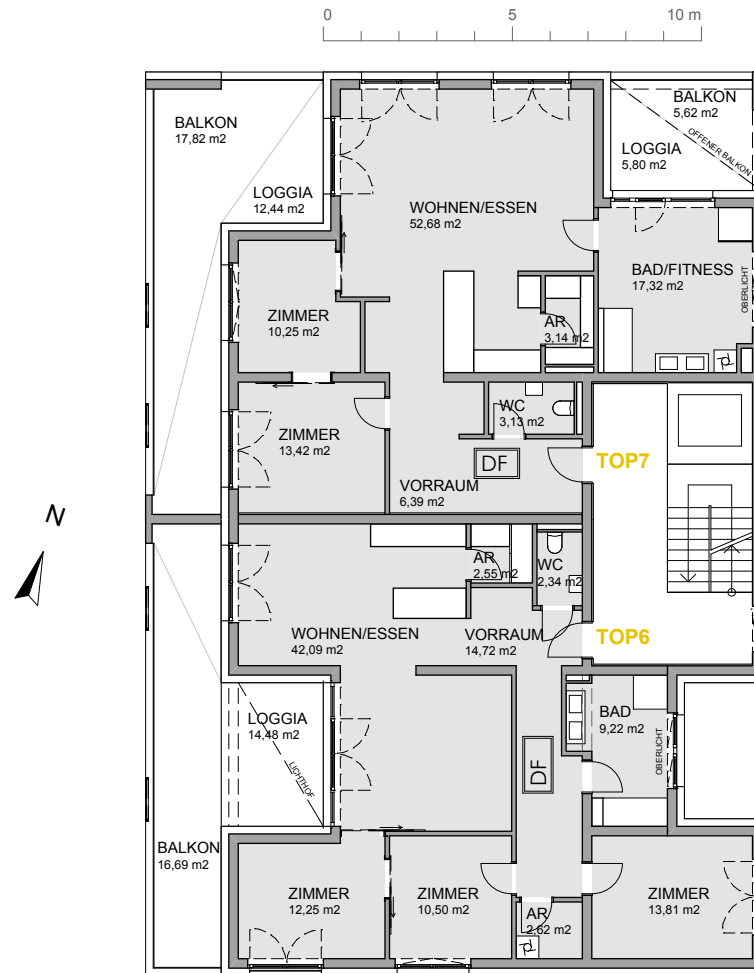 0 5 10 m
BALKON
17,82 m2
LOGGIA
12,44 m2
WOHNEN/ESSEN
52,68 m2
BALKON
5,62 m2
OFFENER BALKON
LOGGIA
5,80 m2
BAD/FITNESS
17,32 m2
OBERLICHT
ZIMMER
10,25 m2
AR
3,14 m2
ZIMMER
13,42 m2
WC
3,13 m2
DF
VORRAUM
6,39 m2
TOP7
N
AR
2,55 m2
WC
2,34 m2
WOHNEN/ESSEN
42,09 m2
VORRAUM
14,72 m2
TOP6
LOGGIA
14,48 m2
LICHTHOF
BAD
9,22 m2
OBERLICHT
DF
BALKON
16,69 m2
ZIMMER
12,25 m2
ZIMMER
10,50 m2
AR
2,62 m2
ZIMMER
13,81 m2